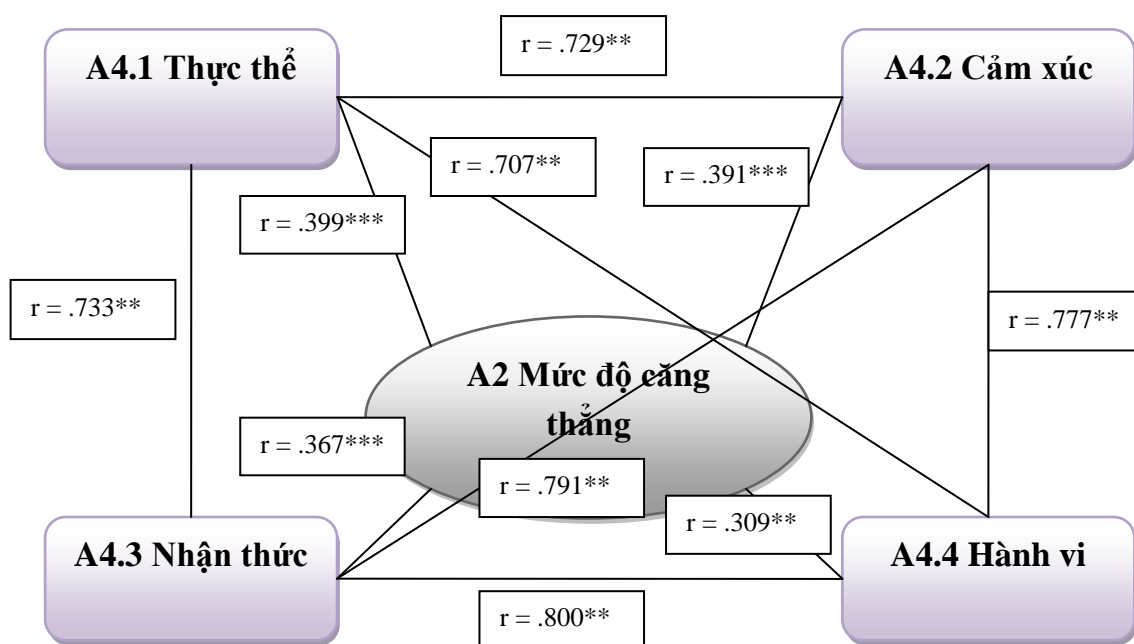 r = .729**
A4.1 Thực thể
A4.2 Cảm xúc
r = .707**
r = .391***
r = .399***
r = .733**
r = .777**
A2 Mức độ căng
thẳng
r = .367***
r = .791**
r = .309**
A4.3 Nhận thức
A4.4 Hành vi
r = .800**